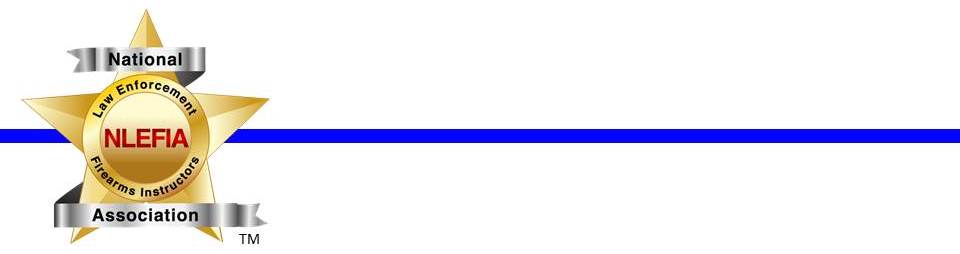 National
Law Enforcement
NLEFIA
Firearms Instructors
Association
TM